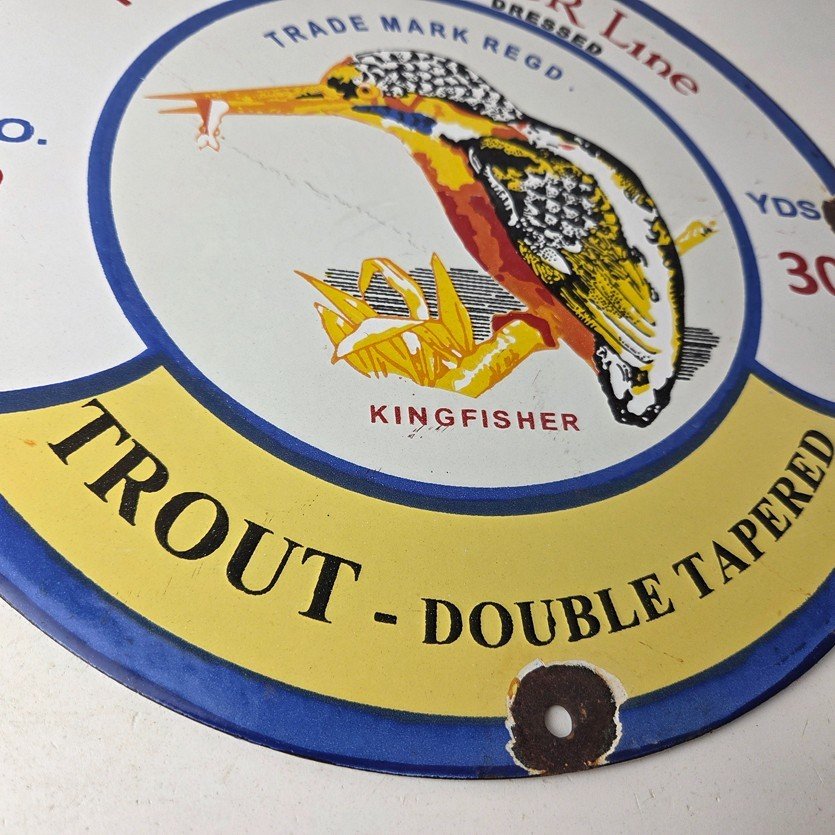 Line
DRESSED
TRADE MARK REGD.
O.
YDS
30
KINGFISHER
TROUT - DOUBLE TAPERED